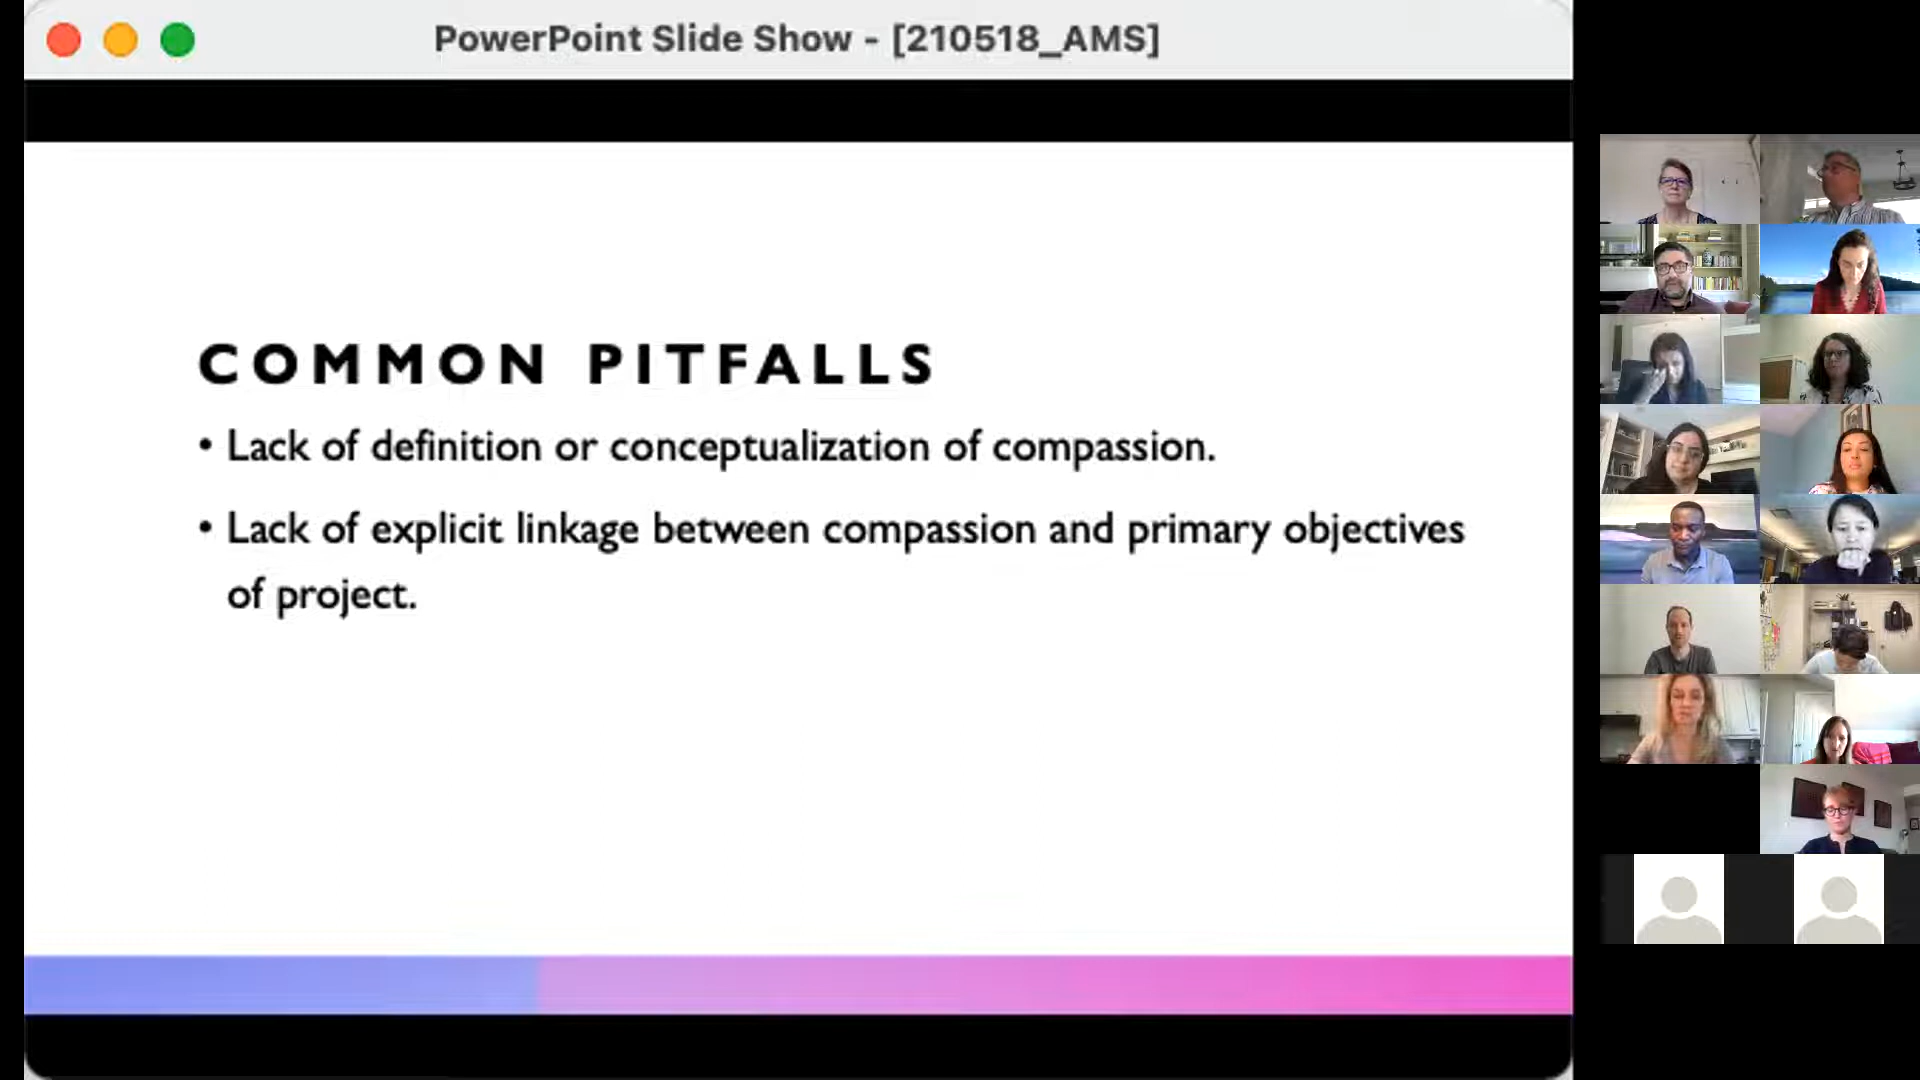 PowerPoint Slide Show - [210518_AMS]
COMMON PITFALLS
• Lack of definition or conceptualization of compassion.
• Lack of explicit linkage between compassion and primary objectives
of project.